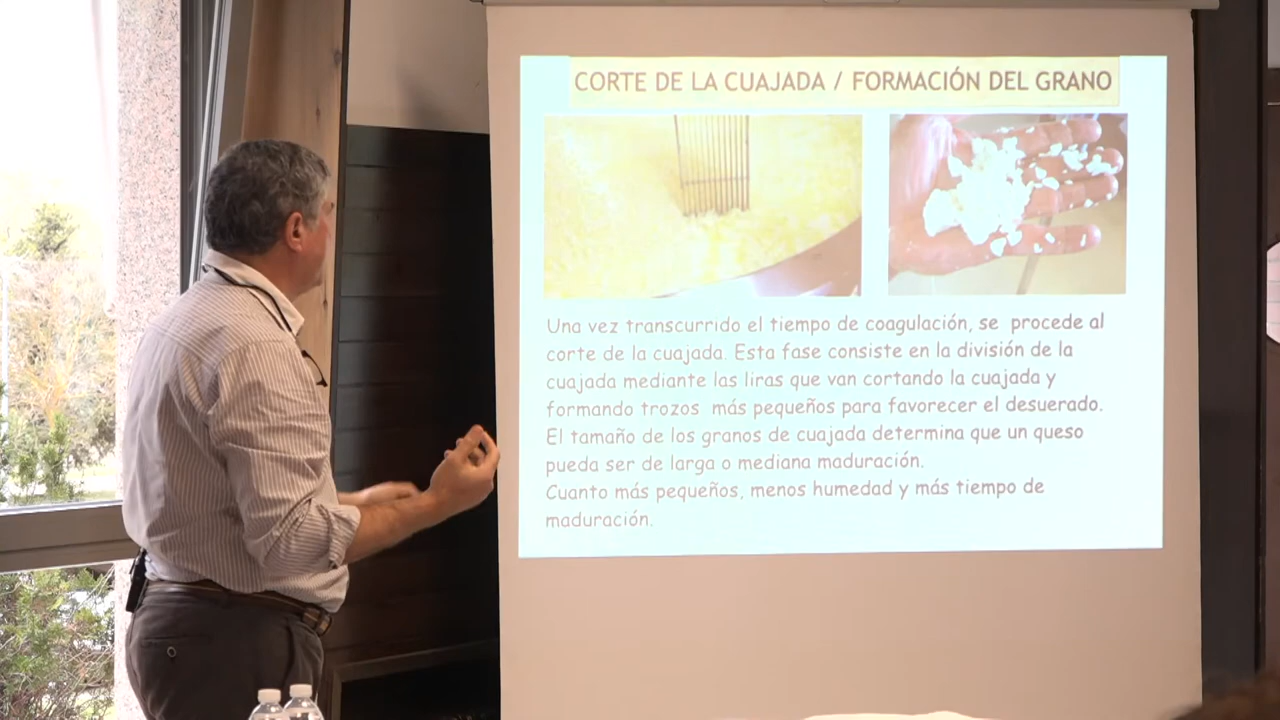 CORTE DE LA CUAJADA / FORMACIÓN DEL GRANO
Una vez transcurrido el tiempo de coagulación, se procede al
corte de la cuajada. Esta fase consiste en la división de la
cuajada mediante las liras que van cortando la cuajada y
formando trozos más pequeños para favorecer el desuerado.
El tamaño de los granos de cuajada determina que un queso
pueda ser de larga o mediana maduración.
Cuanto más pequeños, menos humedad y más tiempo de
maduración.